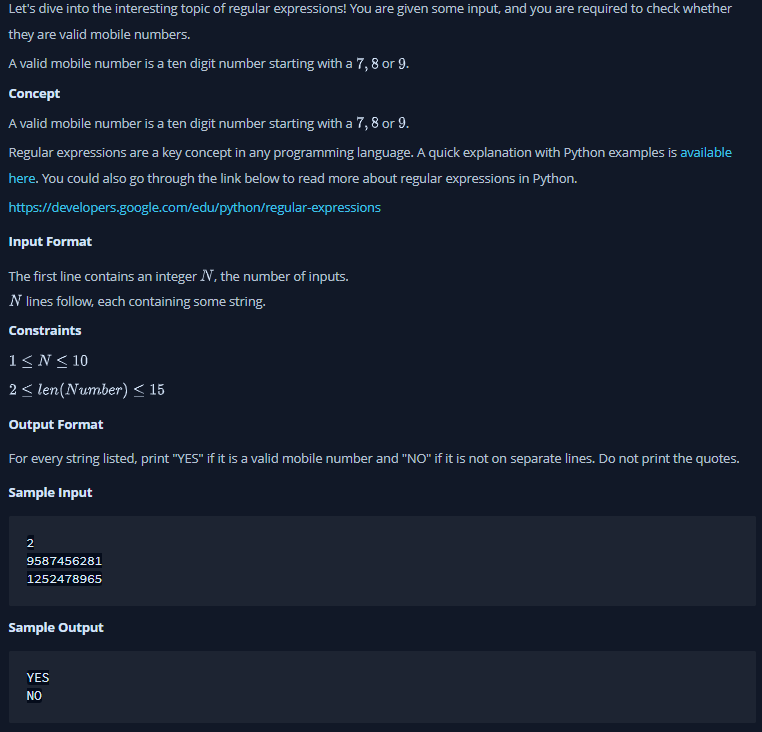 Let's dive into the interesting topic of regular expressions! You are given some input, and you are required to check whether
they are valid mobile numbers.
A valid mobile number is a ten digit number starting with a 7, 8 or 9.
Concept
A valid mobile number is a ten digit number starting with a 7, 8 or 9.
Regular expressions are a key concept in any programming language. A quick explanation with Python examples is available
here. You could also go through the link below to read more about regular expressions in Python.
https://developers.google.com/edu/python/regular-expressions
Input Format
The first line contains an integer N, the number of inputs.
N lines follow, each containing some string.
Constraints
1 ≤ N ≤ 10
2 ≤ len(Number) ≤ 15
Output Format
For every string listed, print "YES" if it is a valid mobile number and "NO" if it is not on separate lines. Do not print the quotes.
Sample Input
2
9587456281
1252478965
Sample Output
YES
NO